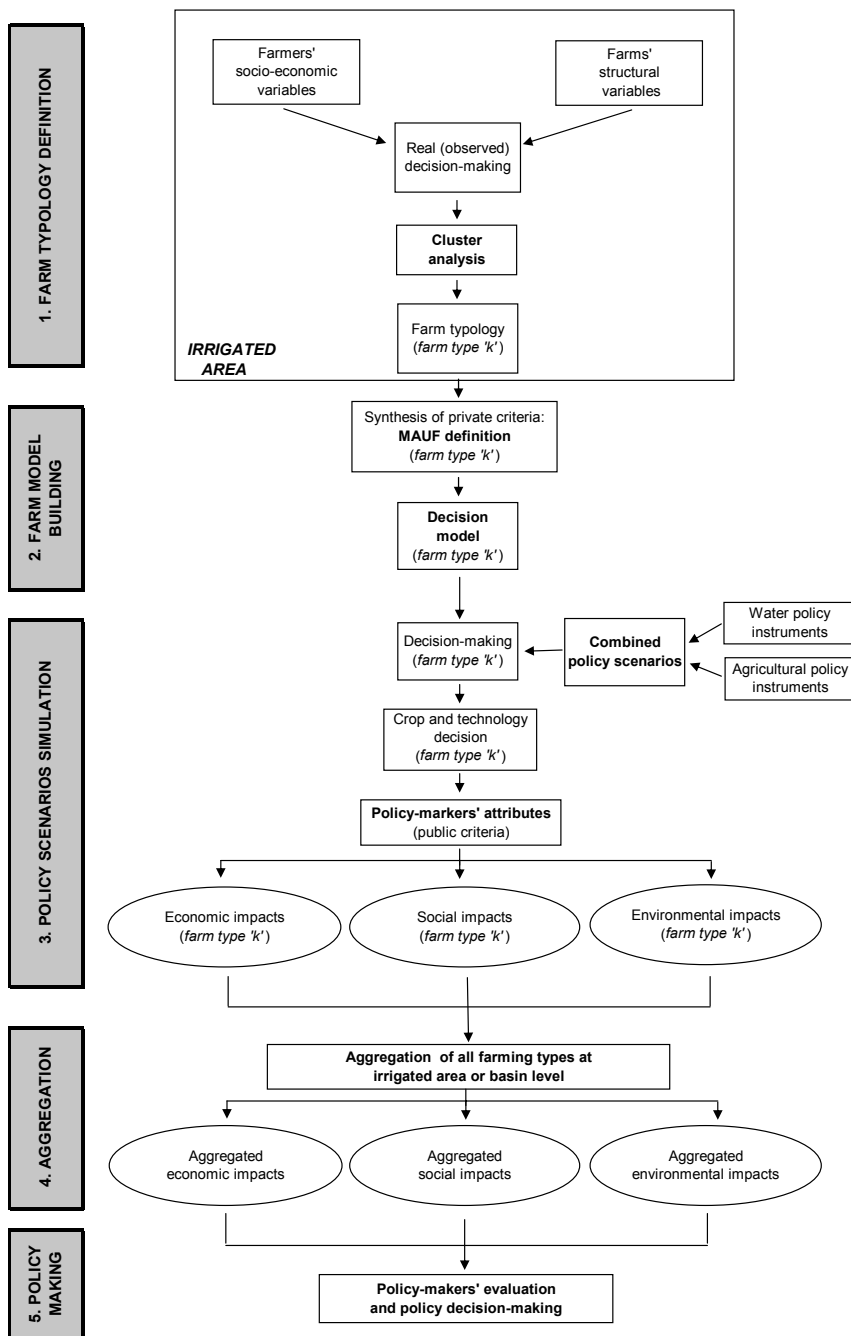 1. FARM TYPOLOGY DEFINITION
Farmers'
socio-economic
variables
Farms'
structural
variables
Real (observed)
decision-making
Cluster
analysis
Farm typology
(farm type 'k')
IRRIGATED
AREA
2. FARM MODEL
BUILDING
Synthesis of private criteria:
MAUF definition
(farm type 'k')
Decision
model
(farm type 'k')
3. POLICY SCENARIOS SIMULATION
Decision-making
(farm type 'k')
Combined
policy scenarios
Water policy
instruments
Agricultural policy
instruments
Crop and technology
decision
(farm type 'k')
Policy-markers' attributes
(public criteria)
Economic impacts
(farm type 'k')
Social impacts
(farm type 'k')
Environmental impacts
(farm type 'k')
4. AGGREGATION
Aggregation of all farming types at
irrigated area or basin level
Aggregated
economic impacts
Aggregated
social impacts
Aggregated
environmental impacts
5. POLICY
MAKING
Policy-makers' evaluation
and policy decision-making